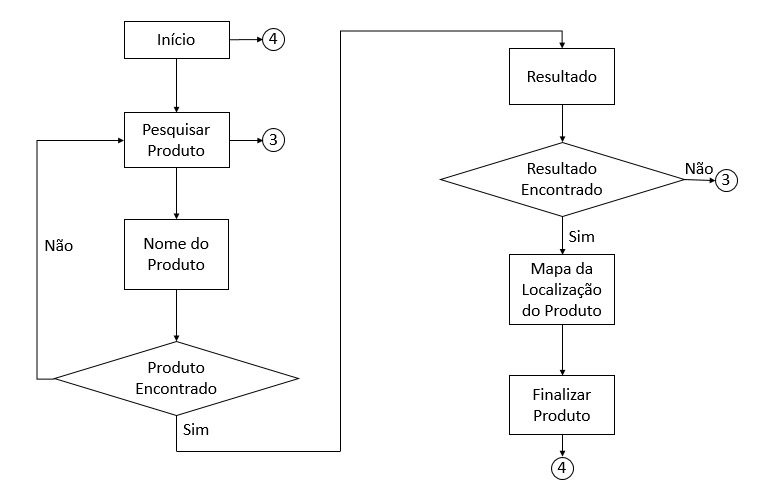 Início
4
Pesquisar
Produto
3
Nome do
Produto
Não
Produto
Encontrado
Sim
Resultado
Resultado
Encontrado
Não
3
Sim
Mapa da
Localização
do Produto
Finalizar
Produto
4